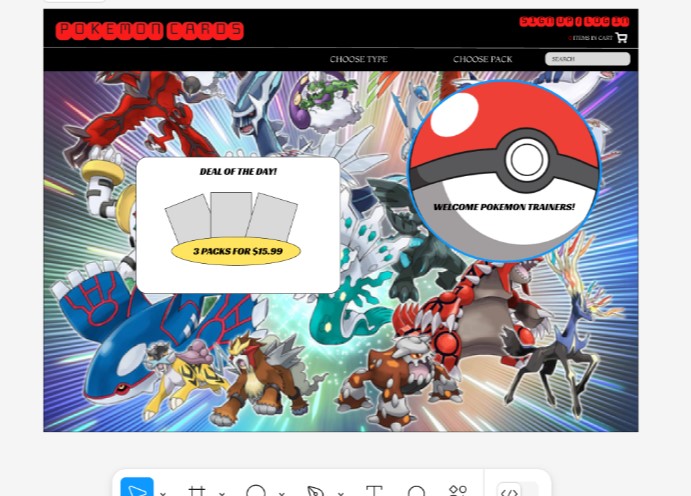 POKEMON CARDS
SIGN UP / LOG IN
0 ITEMS IN CART
CHOOSE TYPE
CHOOSE PACK
SEARCH
DEAL OF THE DAY!
WELCOME POKEMON TRAINERS!
3 PACKS FOR $15.99